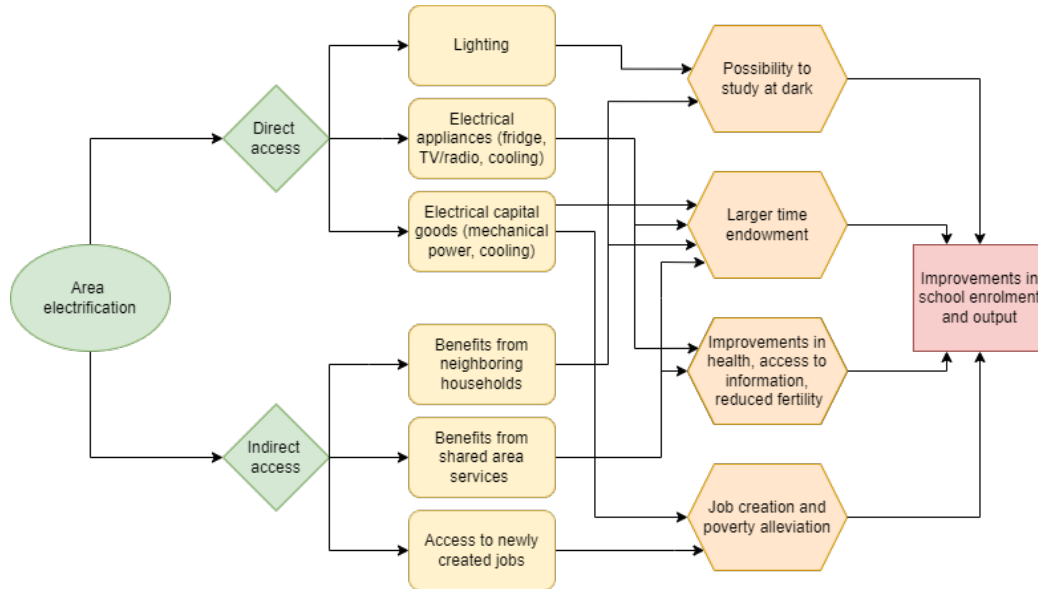 Lighting
Possibility to
study at dark
Direct
access
Electrical
appliances (fridge,
TV/radio, cooling)
Electrical capital
goods (mechanical
power, cooling)
Larger time
endowment
Area
electrification
Improvements in
school enrolment
and output
Benefits from
neighboring
households
Improvements in
health, access to
information,
reduced fertility
Indirect
access
Benefits from
shared area
services
Job creation and
poverty alleviation
Access to newly
created jobs